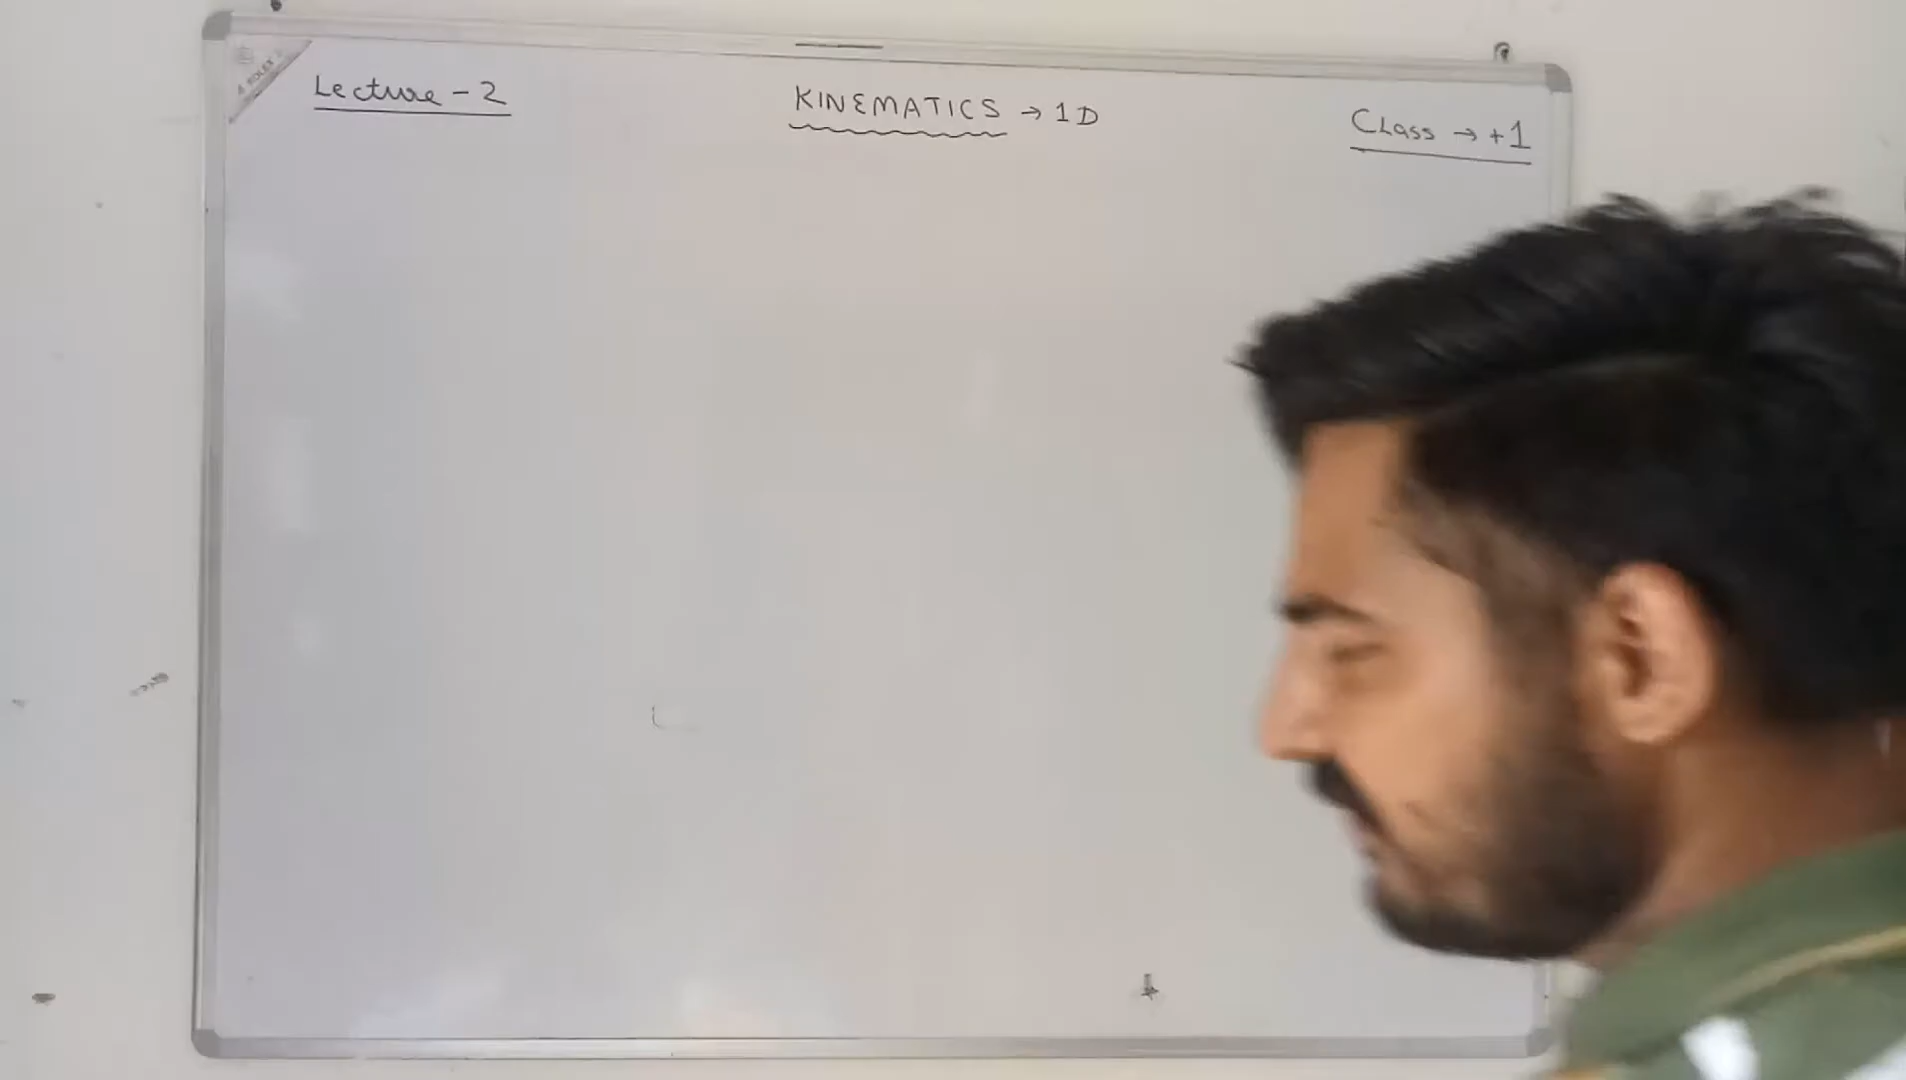 Lecture - 2
KINEMATICS → 1D
Class → +1